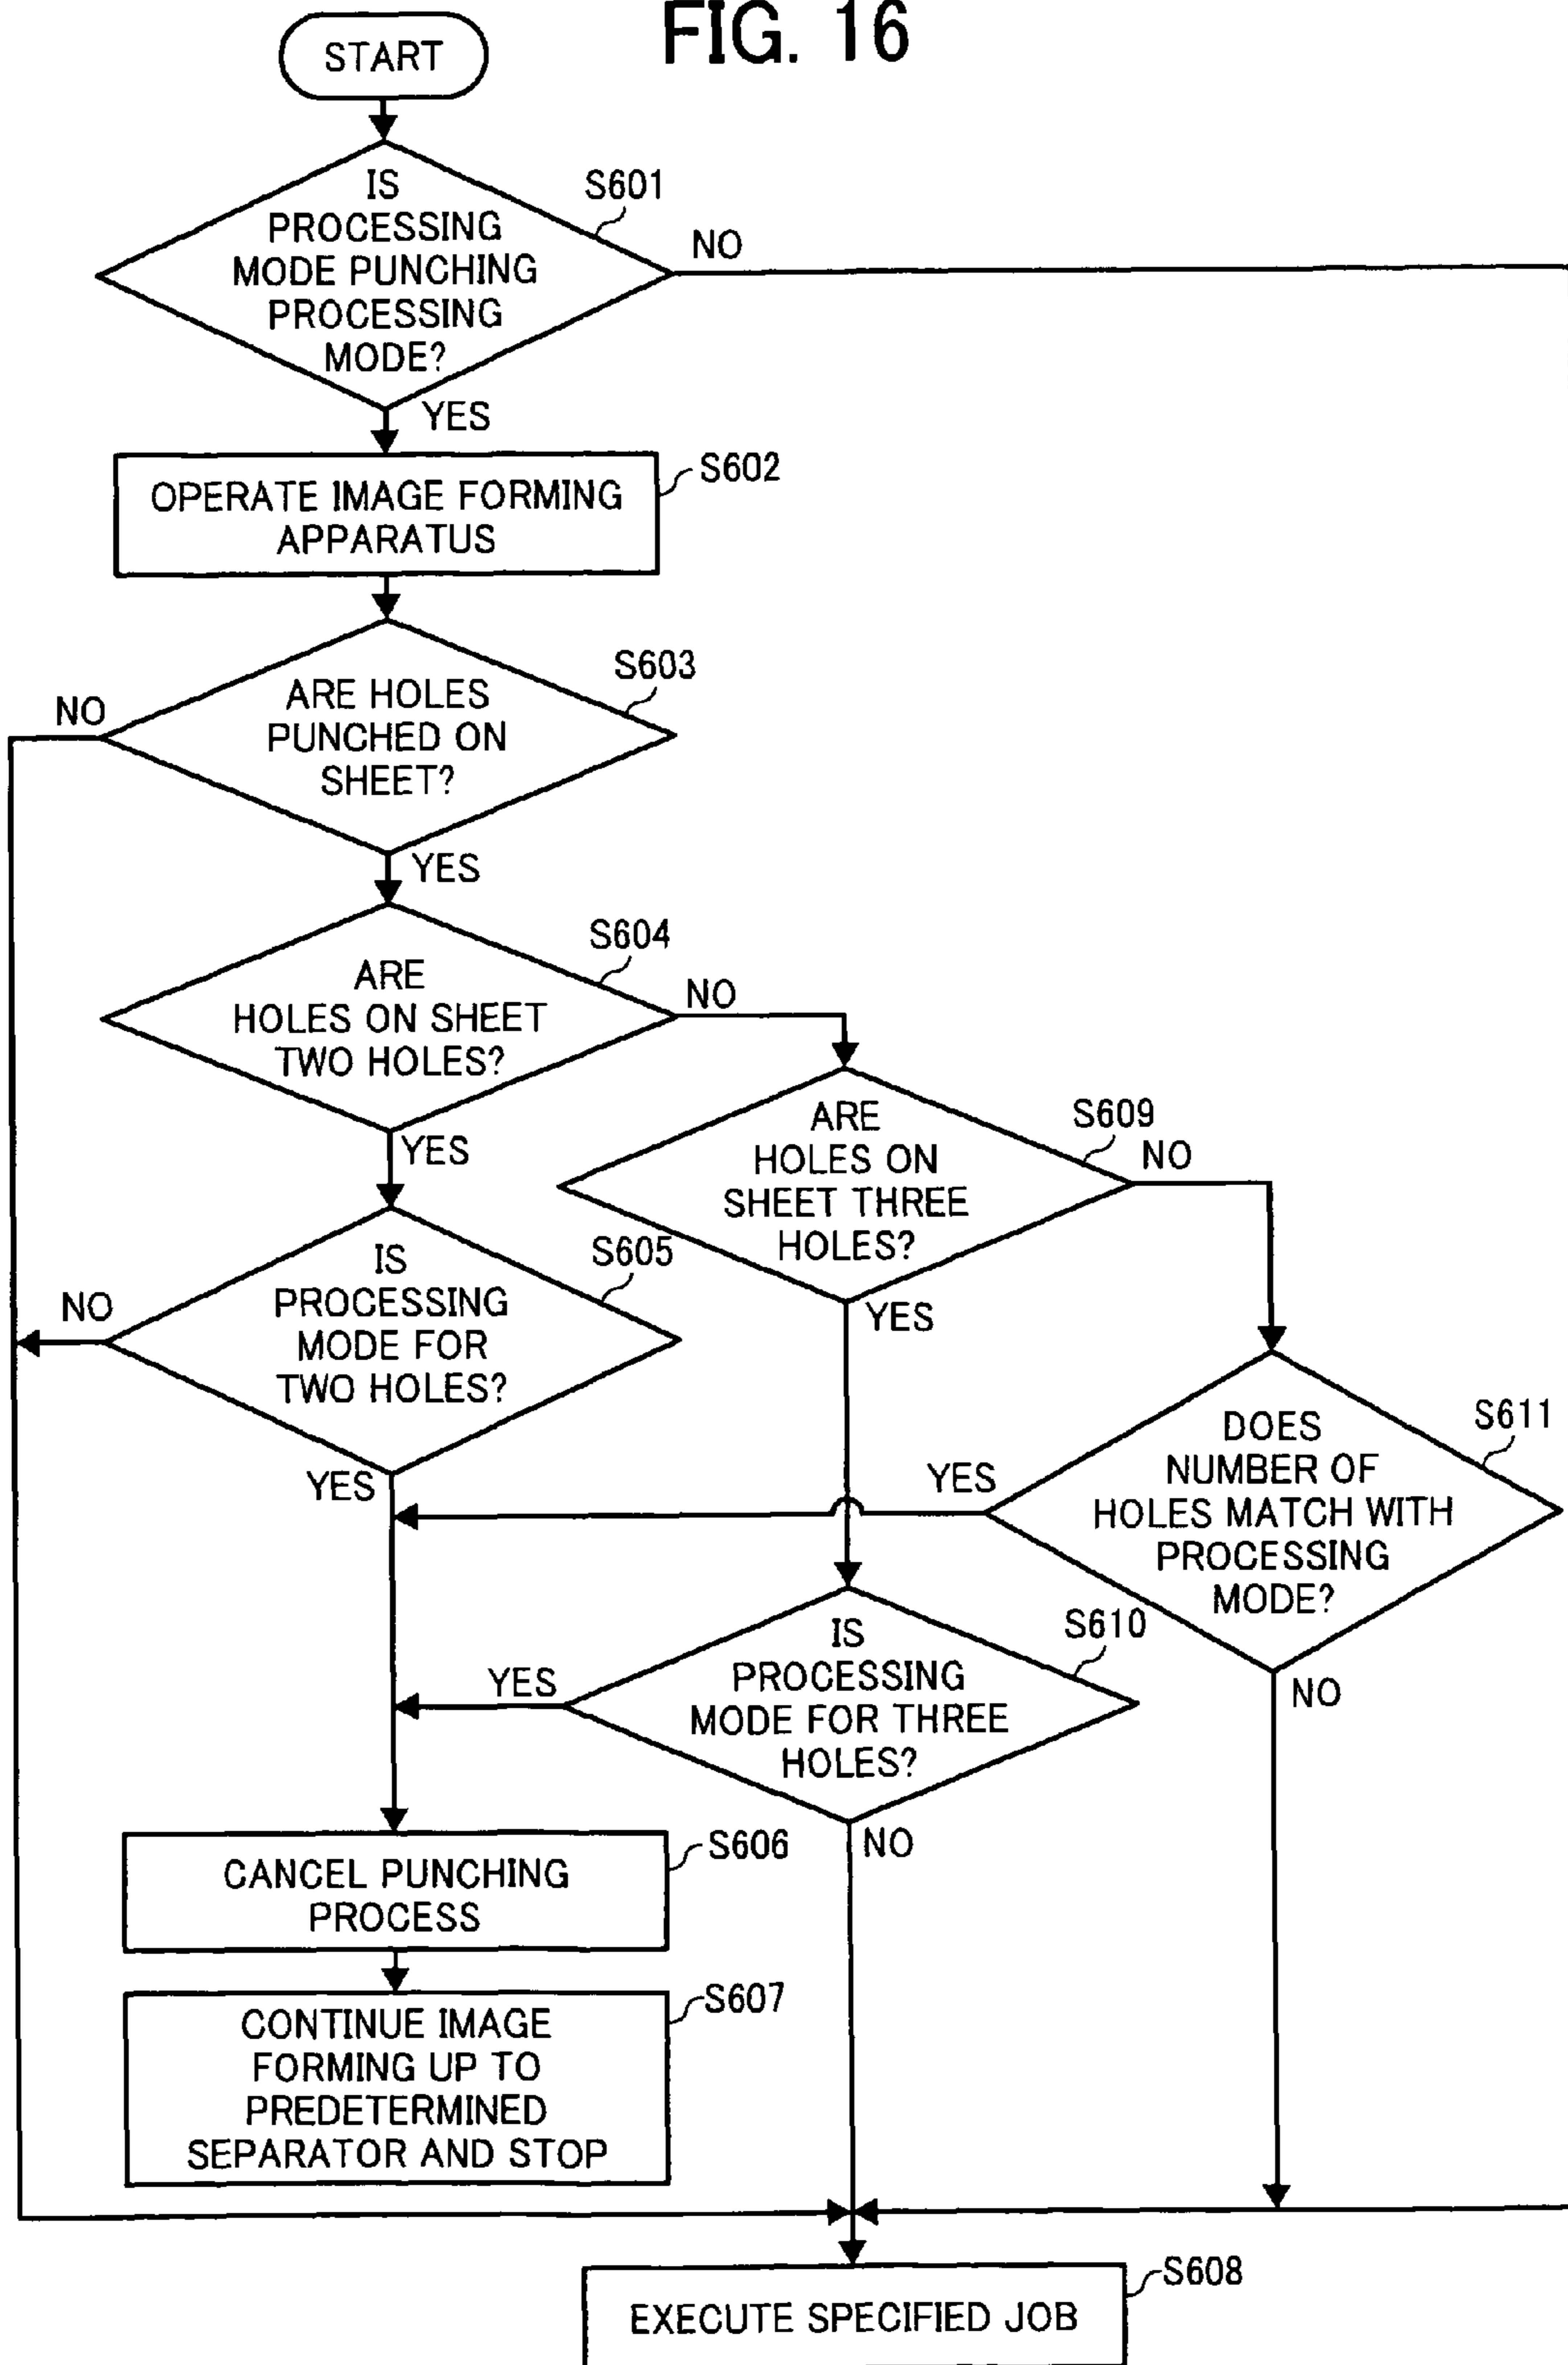 FIG. 16
START
IS
PROCESSING
MODE PUNCHING
PROCESSING
MODE?
S601
NO
YES
OPERATE IMAGE FORMING
APPARATUS
S602
ARE HOLES
PUNCHED ON
SHEET?
S603
NO
YES
ARE
HOLES ON SHEET
TWO HOLES?
S604
NO
YES
ARE
HOLES ON
SHEET THREE
HOLES?
S609
NO
YES
IS
PROCESSING
MODE FOR
TWO HOLES?
S605
NO
YES
DOES
NUMBER OF
HOLES MATCH WITH
PROCESSING
MODE?
S611
YES
NO
IS
PROCESSING
MODE FOR THREE
HOLES?
S610
YES
NO
CANCEL PUNCHING
PROCESS
S606
CONTINUE IMAGE
FORMING UP TO
PREDETERMINED
SEPARATOR AND STOP
S607
EXECUTE SPECIFIED JOB
S608